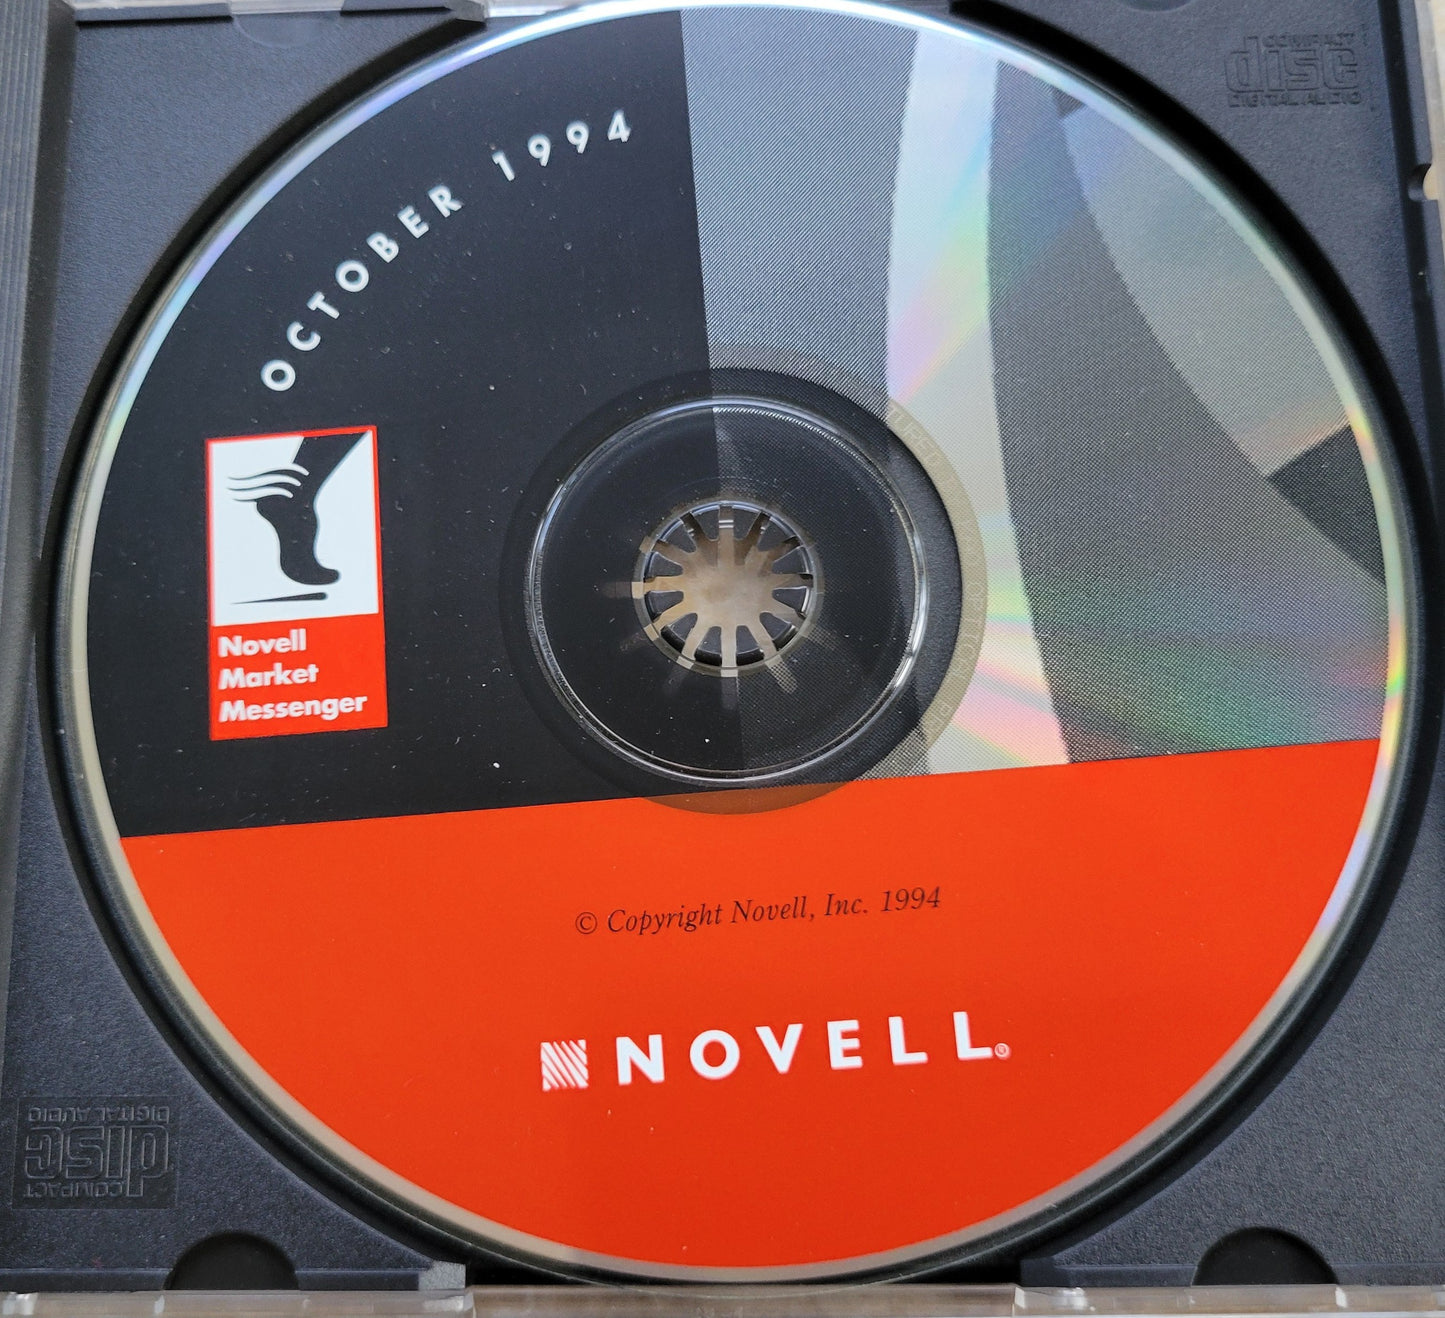 OCTOBER 1994
COMPACT
disc
DIGITAL AUDIO
Novell
Market
Messenger
© Copyright Novell, Inc. 1994
NOVELL®
COMPACT
disc
DIGITAL AUDIO